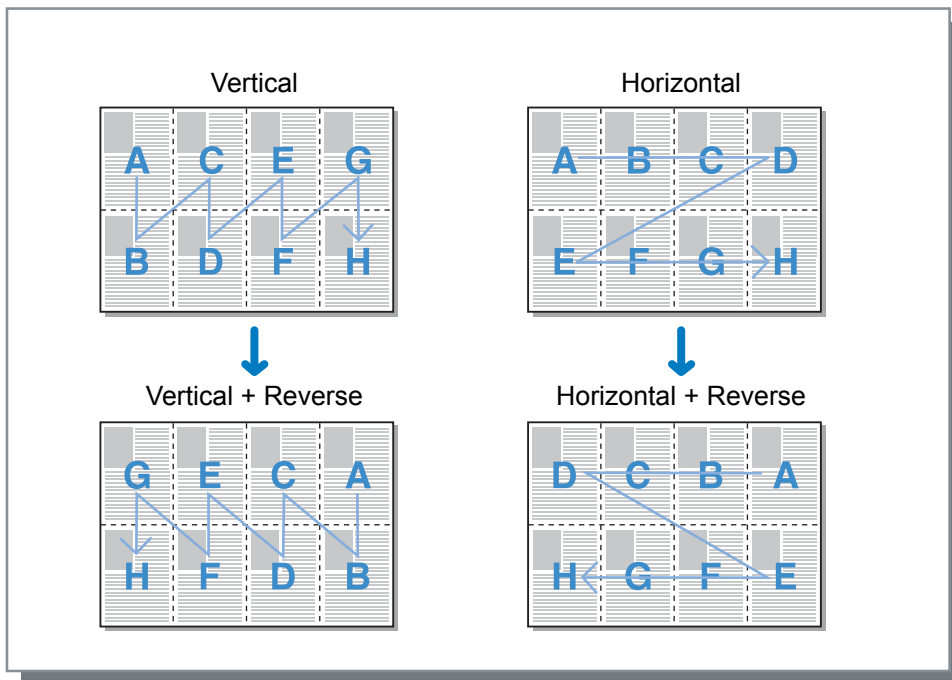 Vertical
A C E G
B D F H
Horizontal
A B C D
E F G H
Vertical + Reverse
G E C A
H F D B
Horizontal + Reverse
D C B A
H G F E